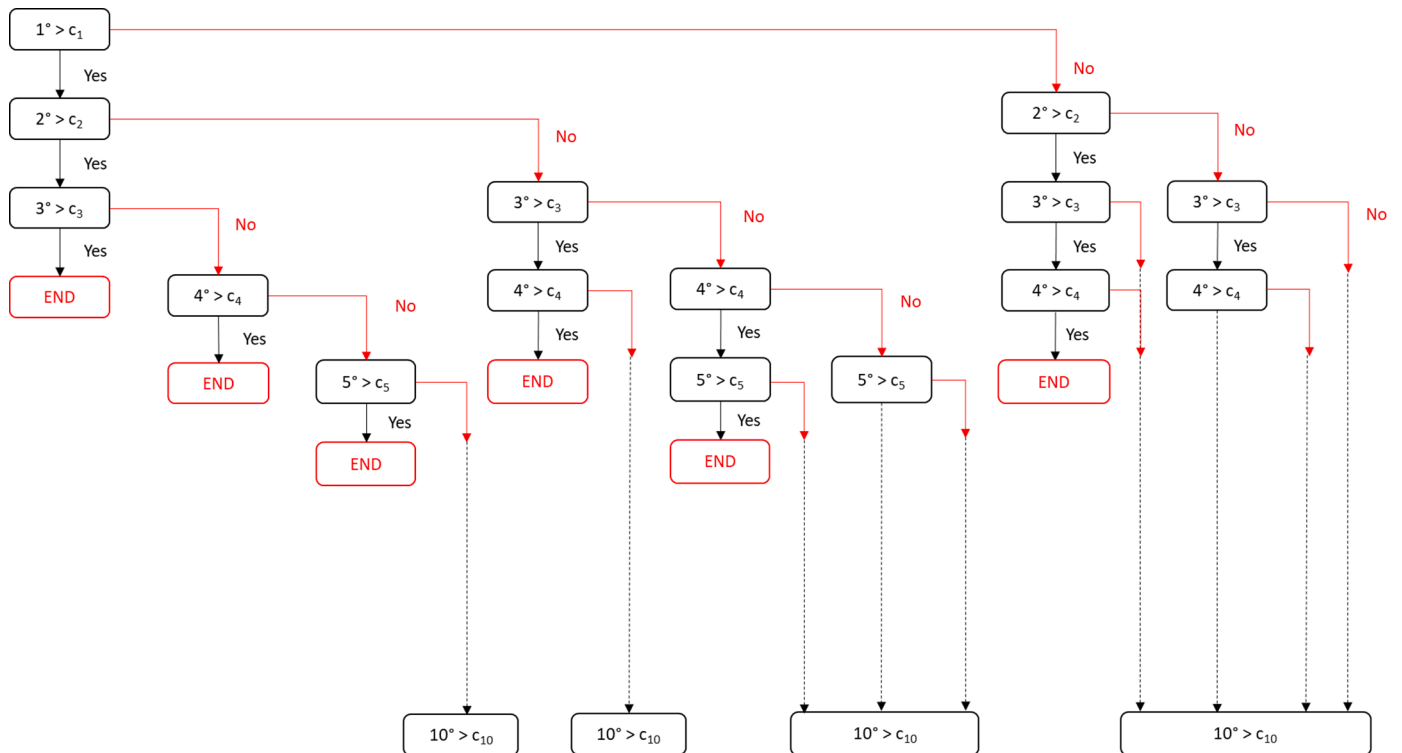 1° > c₁
No
Yes
2° > c₂
2° > c₂
No
No
Yes
Yes
3° > c₃
3° > c₃
3° > c₃
3° > c₃
No
No
No
Yes
Yes
Yes
Yes
END
4° > c₄
4° > c₄
4° > c₄
4° > c₄
4° > c₄
No
No
Yes
Yes
Yes
Yes
END
END
END
5° > c₅
5° > c₅
5° > c₅
Yes
Yes
END
END
10° > c₁₀
10° > c₁₀
10° > c₁₀
10° > c₁₀